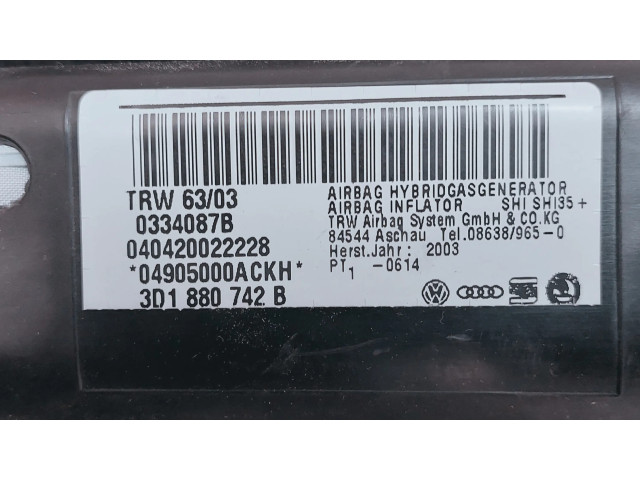 TRW 63/03
0334087B
040420022228
*04905000ACKH*
3D1 880 742 B
AIRBAG HYBRIDGASGENERATOR
AIRBAG INFLATOR SHI SHI35+
TRW Airbag System GmbH & CO.KG
84544 Aschau Tel.08638/965-0
Herst.Jahr: 2003
PT1 -0614